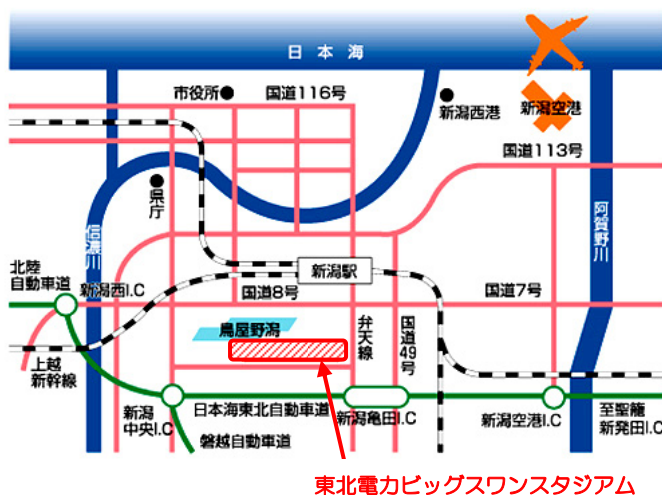 日本海
市役所
国道116号
新潟西港
新潟空港
国道113号
県庁
信濃川
阿賀野川
北陸
自動車道
新潟西I.C
新潟駅
国道8号
国道7号
鳥屋野潟
弁天線
国道49号
上越
新幹線
新潟
中央I.C
日本海東北自動車道
新潟亀田I.C
新潟空港I.C
至聖籠
新発田I.C
磐越自動車道
東北電力ビッグスワンスタジアム